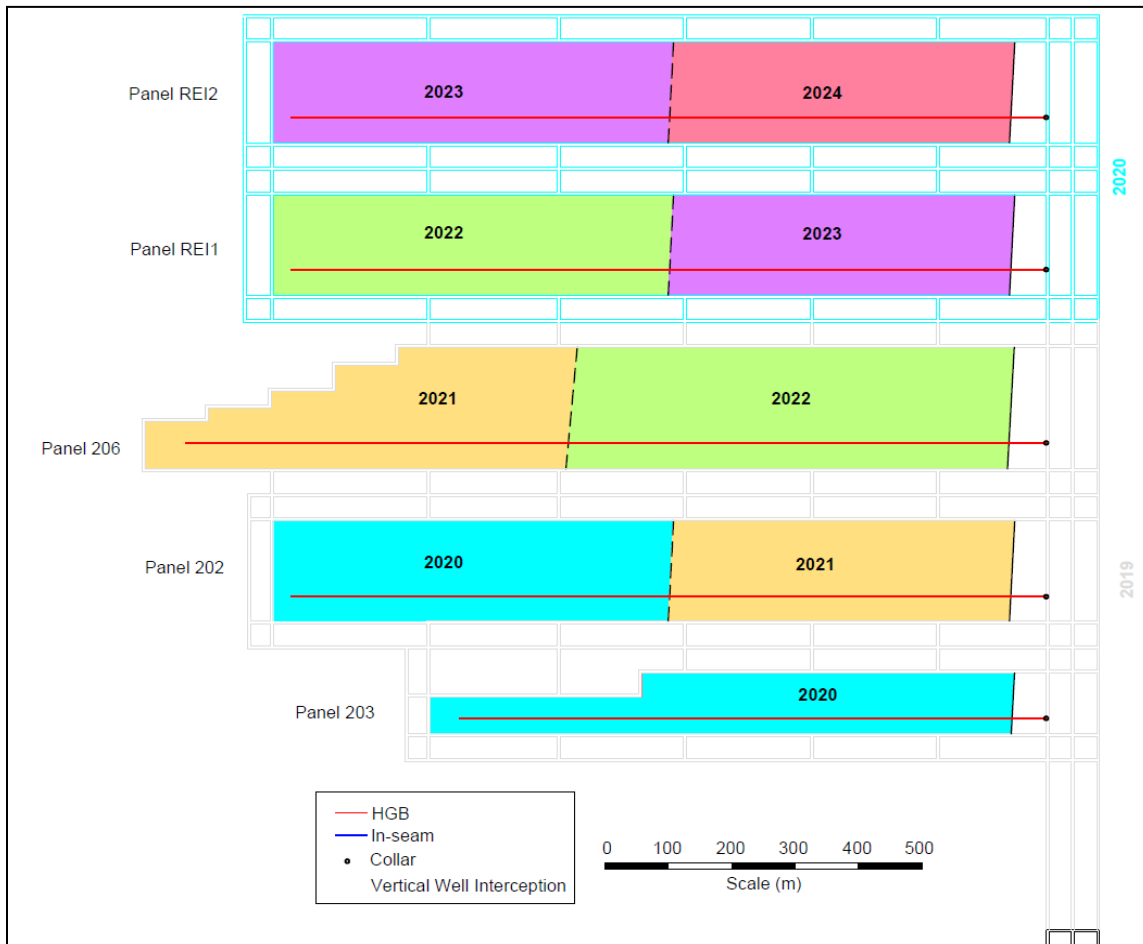 Panel REI2
2023
2024
2020
Panel REI1
2022
2023
Panel 206
2021
2022
Panel 202
2020
2021
2019
Panel 203
2020
HGB
In-seam
Collar
Vertical Well Interception
0 100 200 300 400 500
Scale (m)